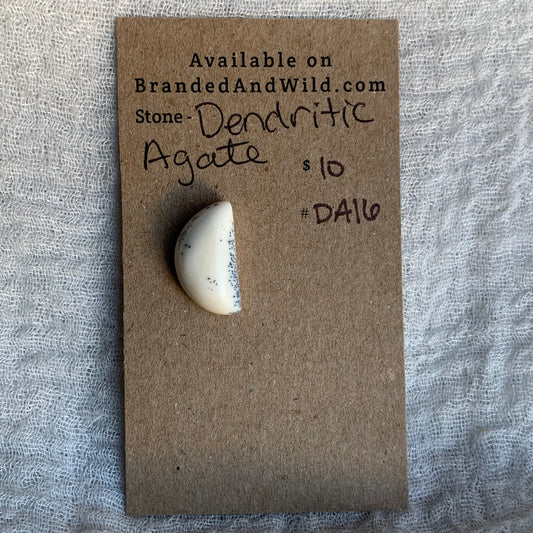 Available on
BrandedAndWild.com
Stone - Dendritic
Agate $ 10
# DA16